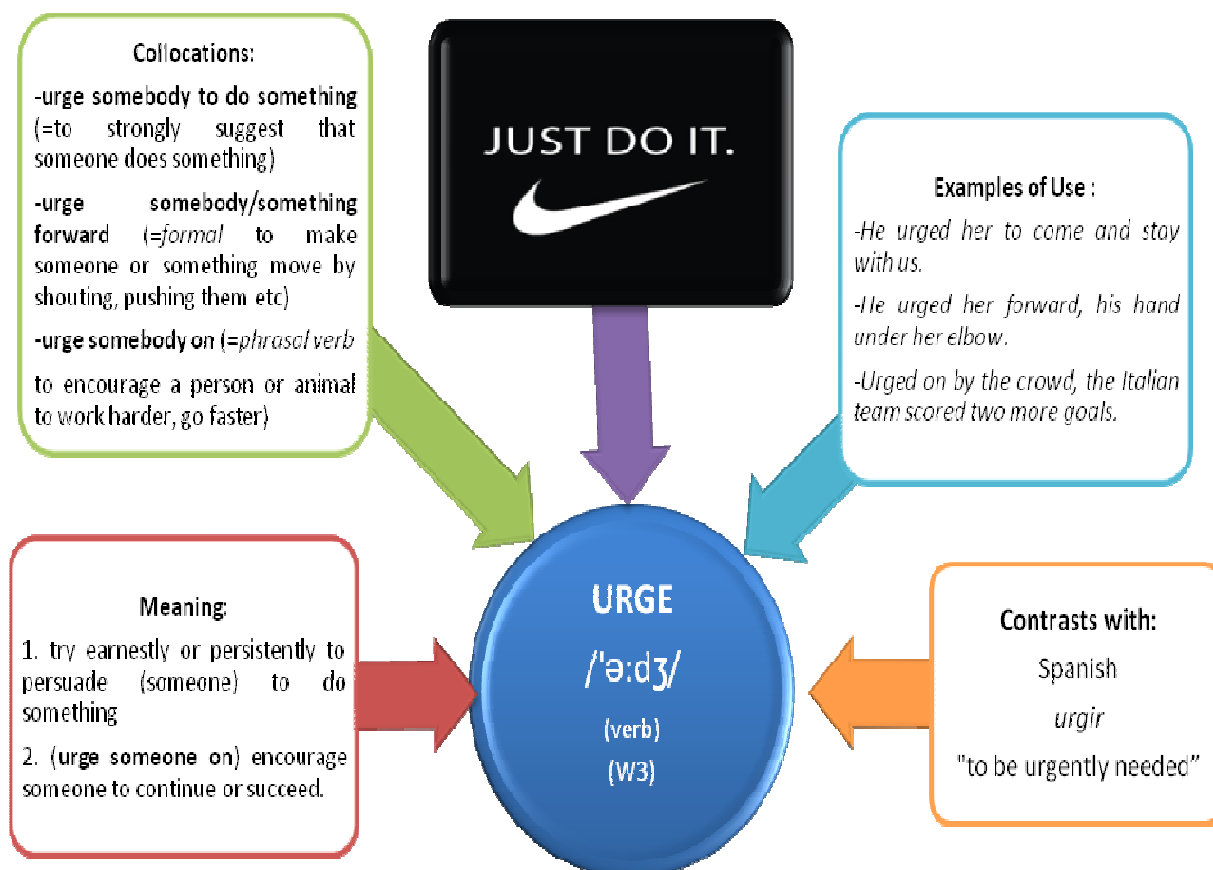 Collocations:
-urge somebody to do something
(=to strongly suggest that
someone does something)
-urge somebody/something
forward (=formal to make
someone or something move by
shouting, pushing them etc)
-urge somebody on (=phrasal verb
to encourage a person or animal
to work harder, go faster)
JUST DO IT.
Examples of Use :
-He urged her to come and stay
with us.
-He urged her forward, his hand
under her elbow.
-Urged on by the crowd, the Italian
team scored two more goals.
Meaning:
1. try earnestly or persistently to
persuade (someone) to do
something
2. (urge someone on) encourage
someone to continue or succeed.
URGE
/'ə:dʒ/
(verb)
(W3)
Contrasts with:
Spanish
urgir
"to be urgently needed”